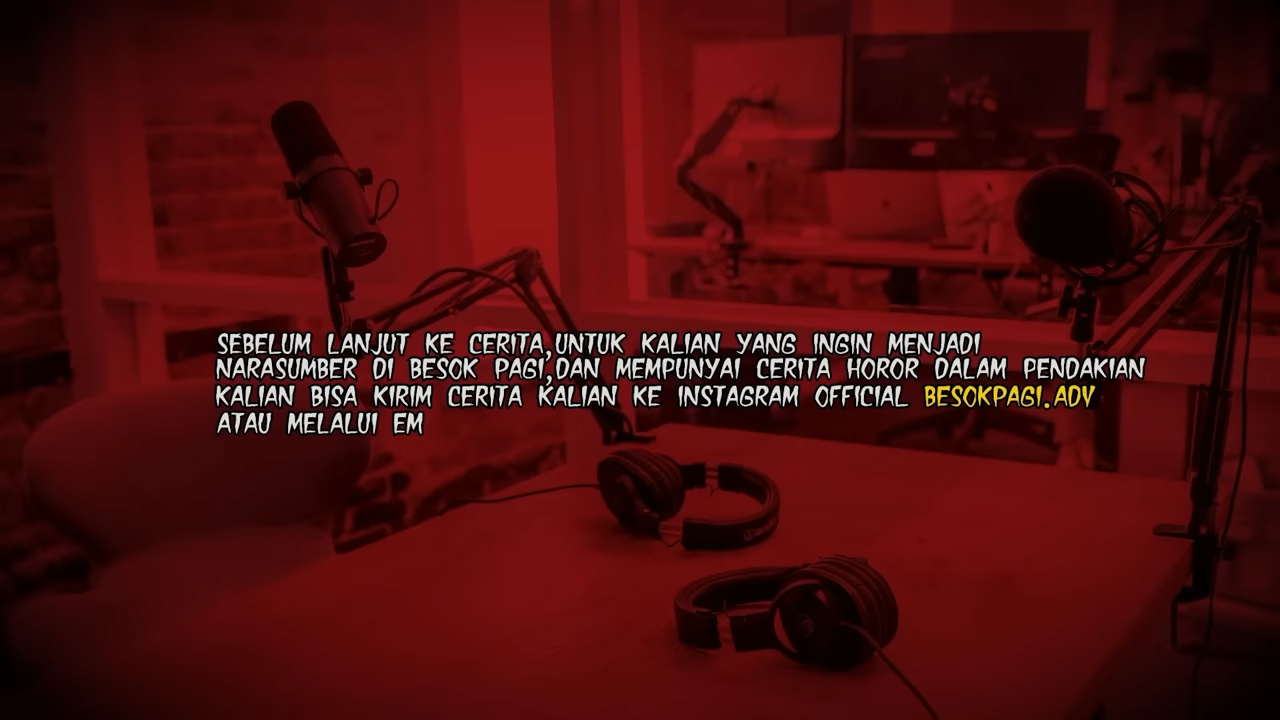 SEBELUM LANJUT KE CERITA,UNTUK KALIAN YANG INGIN MENJADI
NARASUMBER DI BESOK PAGI,DAN MEMPUNYAI CERITA HOROR DALAM PENDAKIAN
KALIAN BISA KIRIM CERITA KALIAN KE INSTAGRAM OFFICIAL BESOKPAGI.ADV
ATAU MELALUI EM